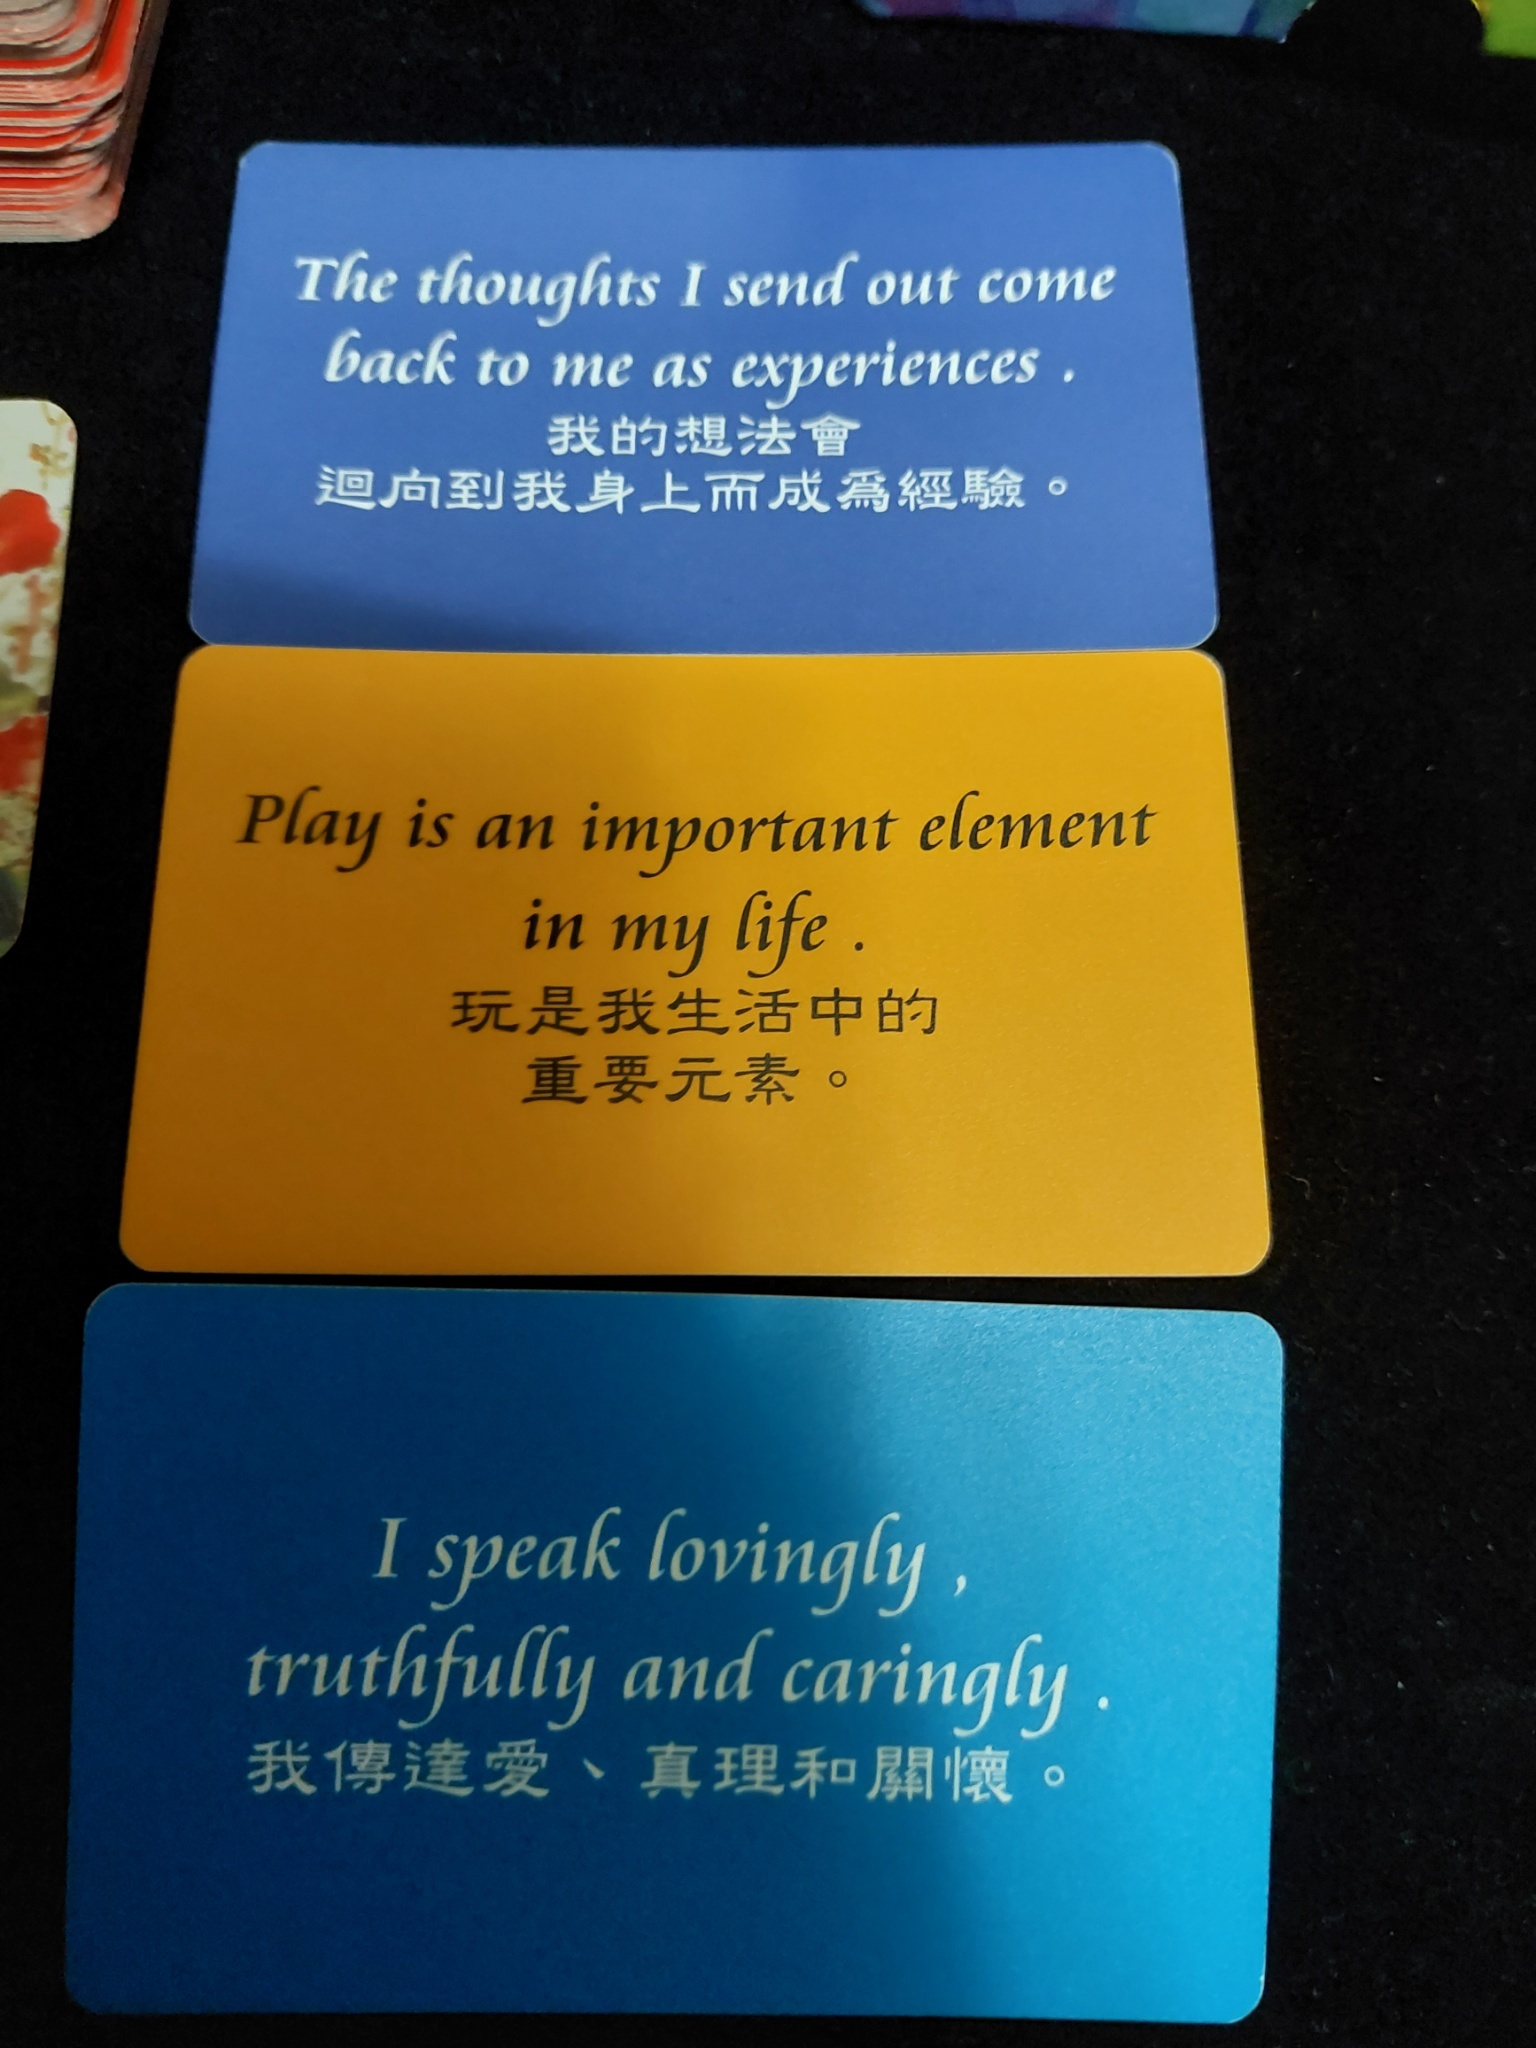 The thoughts I send out come
back to me as experiences .
我的想法會
迴向到我身上而成爲經驗。
Play is an important element
in my life .
玩是我生活中的
重要元素。
I speak lovingly ,
truthfully and caringly .
我傳達愛、真理和關懷。